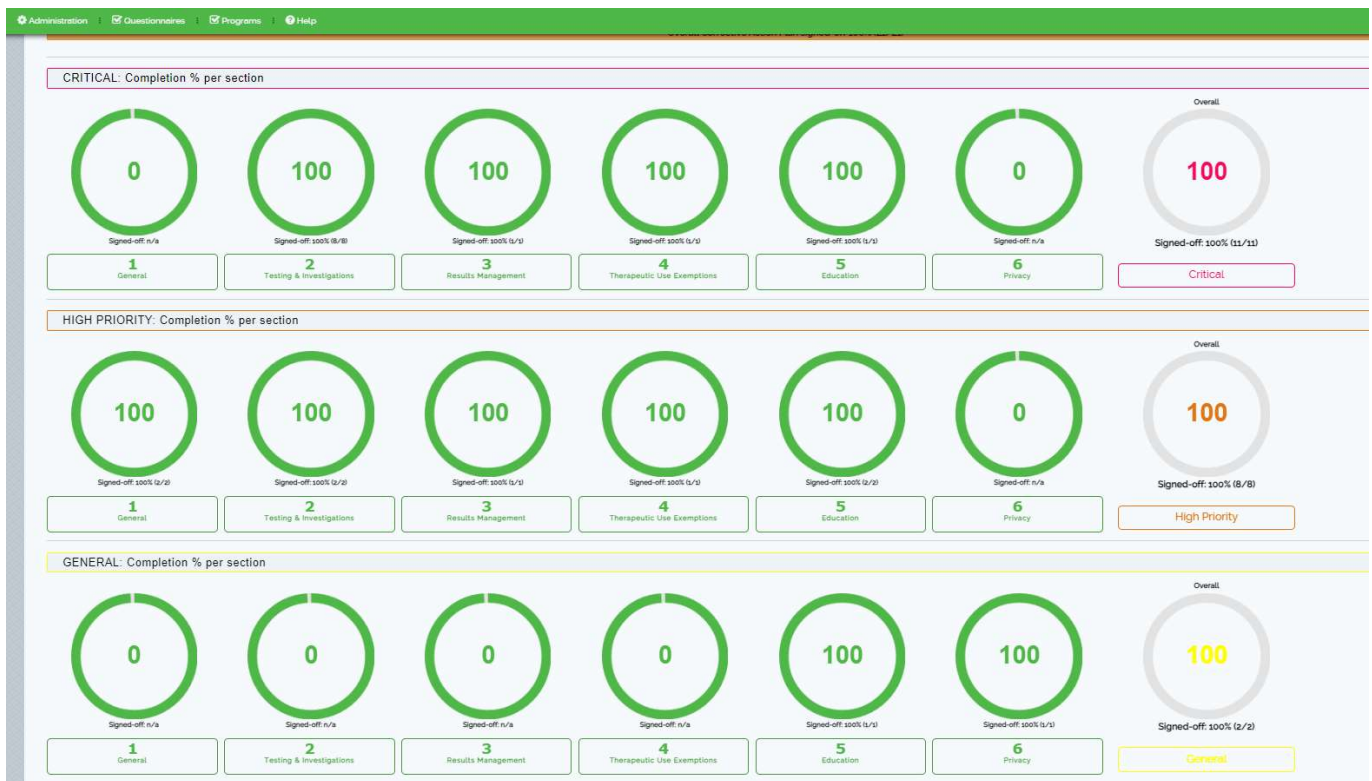 Administration | Questionnaires | Programs | Help
Overall Corrective Action Plan Signed-off: 100% (21/21)
CRITICAL: Completion % per section
Overall
0 100 100 100 100 0 100
Signed-off: n/a Signed-off: 100% (8/8) Signed-off: 100% (1/1) Signed-off: 100% (1/1) Signed-off: 100% (1/1) Signed-off: n/a Signed-off: 100% (11/11)
1 2 3 4 5 6
General Testing & Investigations Results Management Therapeutic Use Exemptions Education Privacy Critical
HIGH PRIORITY: Completion % per section
Overall
100 100 100 100 100 0 100
Signed-off: 100% (2/2) Signed-off: 100% (2/2) Signed-off: 100% (1/1) Signed-off: 100% (1/1) Signed-off: 100% (2/2) Signed-off: n/a Signed-off: 100% (8/8)
1 2 3 4 5 6
General Testing & Investigations Results Management Therapeutic Use Exemptions Education Privacy High Priority
GENERAL: Completion % per section
Overall
0 0 0 0 100 100 100
Signed-off: n/a Signed-off: n/a Signed-off: n/a Signed-off: n/a Signed-off: 100% (1/1) Signed-off: 100% (1/1) Signed-off: 100% (2/2)
1 2 3 4 5 6
General Testing & Investigations Results Management Therapeutic Use Exemptions Education Privacy General